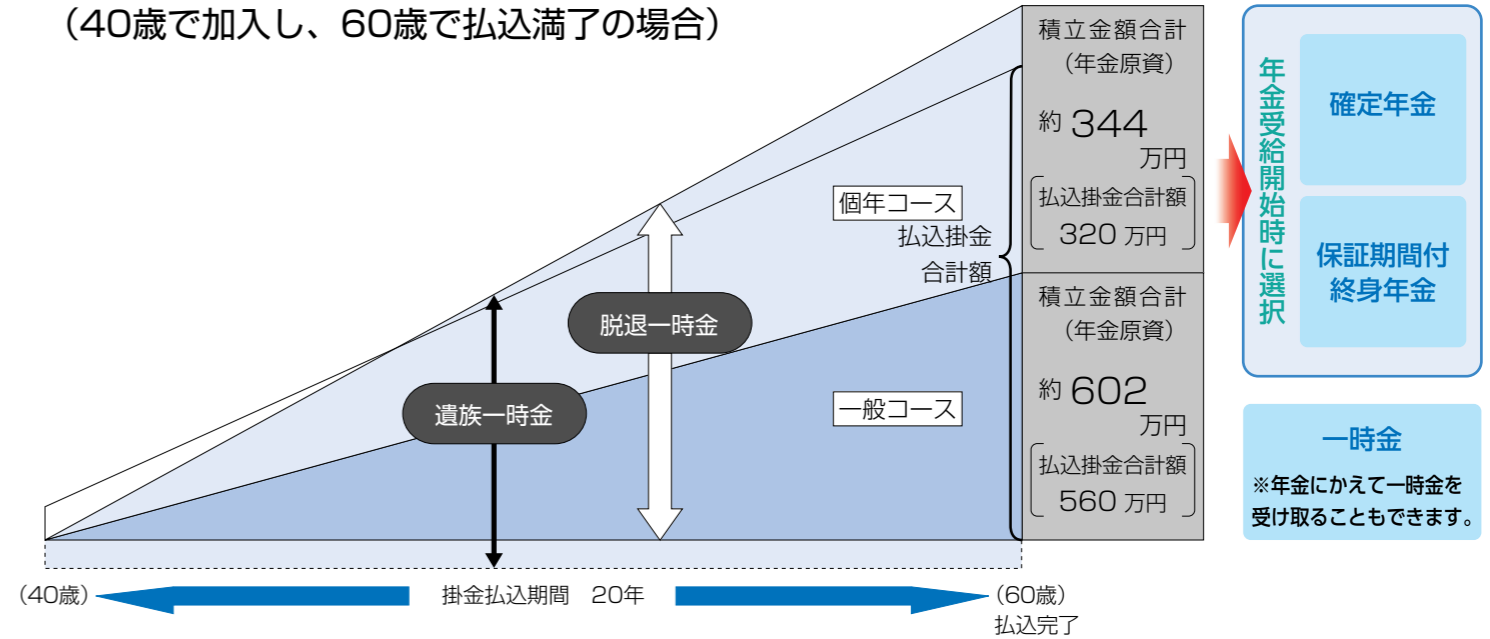 （40歳で加入し、60歳で払込満了の場合）
積立金額合計
（年金原資）
約 344
万円
払込掛金合計額
320 万円
個年コース
払込掛金
合計額
脱退一時金
遺族一時金
一般コース
積立金額合計
（年金原資）
約 602
万円
払込掛金合計額
560 万円
年金受給開始時に選択
確定年金
保証期間付
終身年金
一時金
※年金にかえて一時金を
受け取ることもできます。
（40歳）
掛金払込期間　20年
（60歳）
払込完了